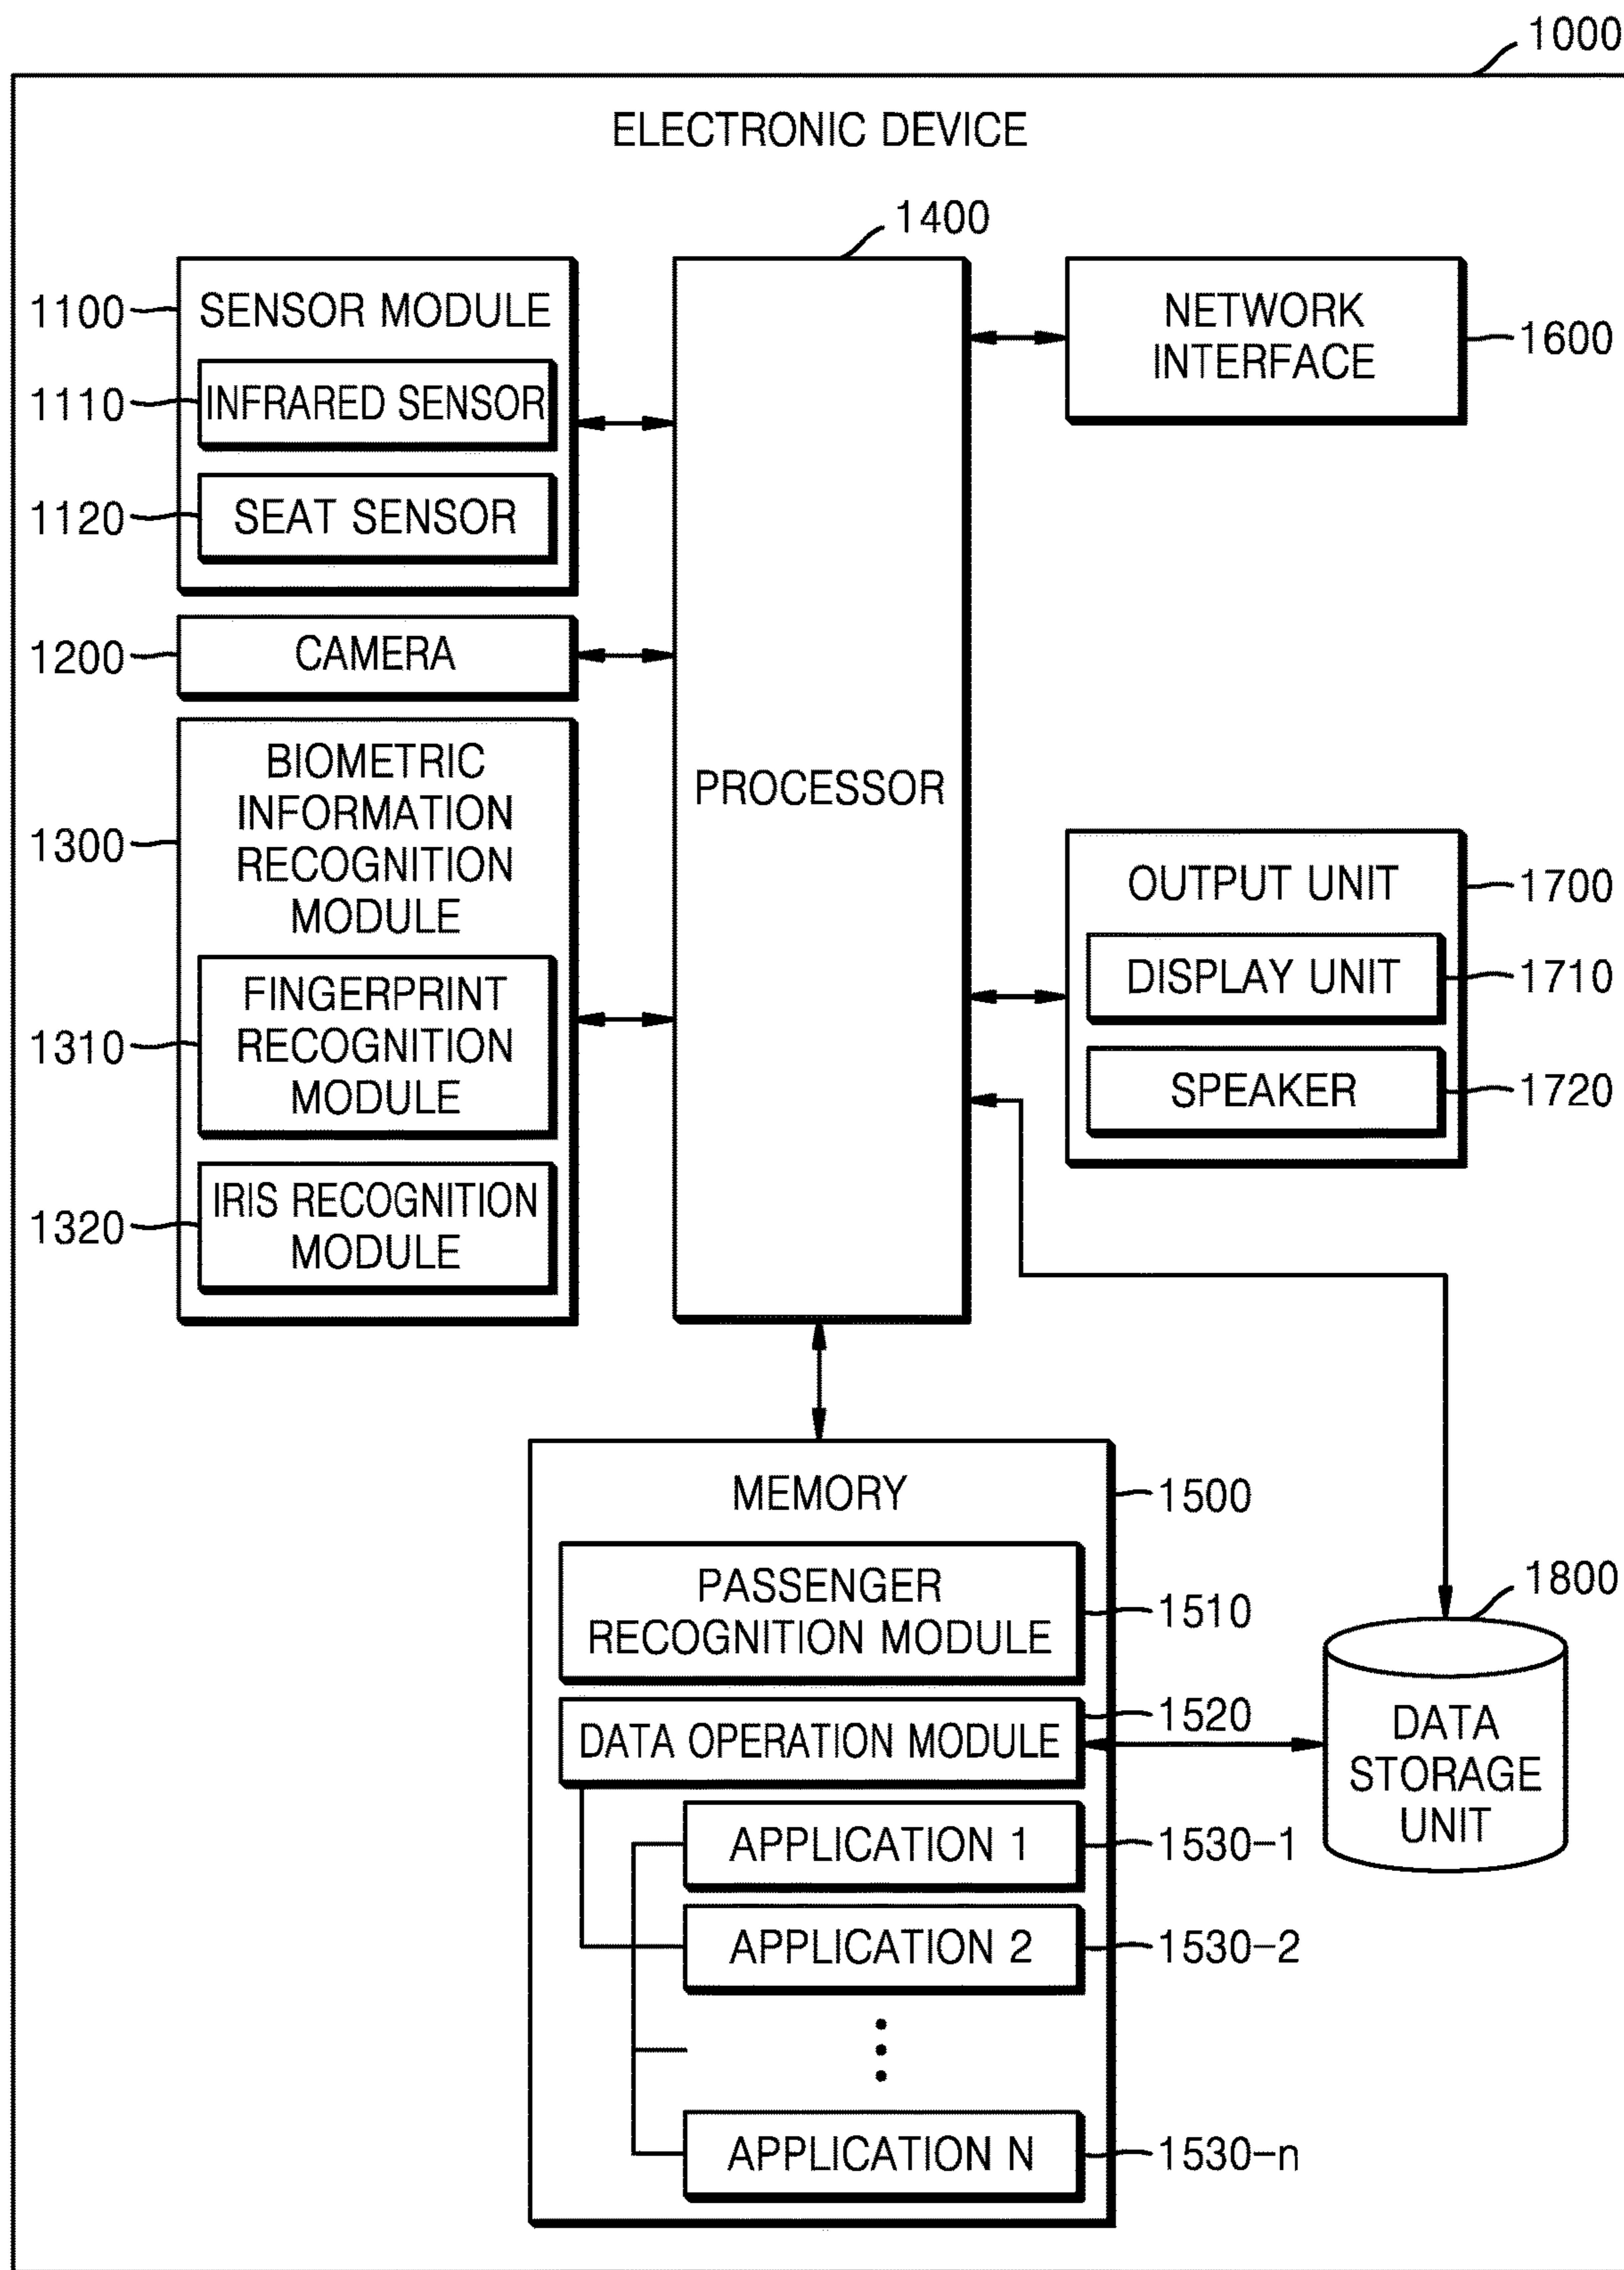 1000
ELECTRONIC DEVICE
1400
1100
SENSOR MODULE
1110
INFRARED SENSOR
1120
SEAT SENSOR
1200
CAMERA
1300
BIOMETRIC
INFORMATION
RECOGNITION
MODULE
1310
FINGERPRINT
RECOGNITION
MODULE
1320
IRIS RECOGNITION
MODULE
PROCESSOR
NETWORK
INTERFACE
1600
OUTPUT UNIT
1700
DISPLAY UNIT
1710
SPEAKER
1720
MEMORY
1500
PASSENGER
RECOGNITION MODULE
1510
DATA OPERATION MODULE
1520
APPLICATION 1
1530-1
APPLICATION 2
1530-2
APPLICATION N
1530-n
1800
DATA
STORAGE
UNIT